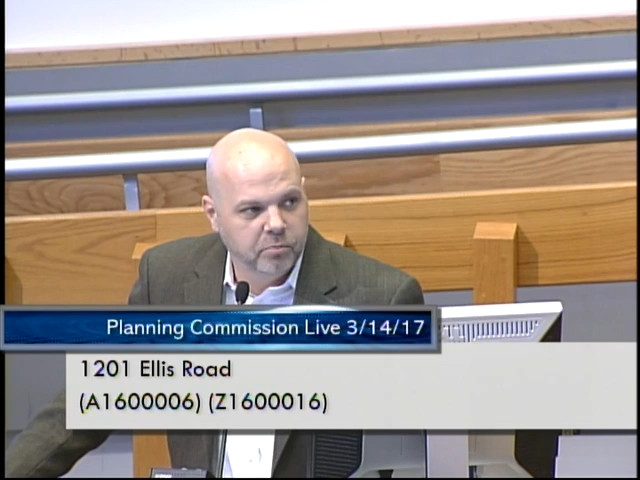 Planning Commission Live 3/14/17
1201 Ellis Road
(A1600006) (Z1600016)